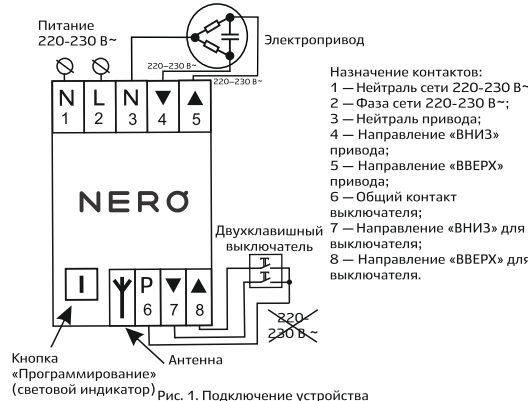 Питание
220-230 В~
Электропривод
220–230 В~
220–230 В~
N L N ▼ ▲
1 2 3 4 5
Назначение контактов:
1 — Нейтраль сети 220-230 В~
2 — Фаза сети 220-230 В~;
3 — Нейтраль привода;
4 — Направление «ВНИЗ»
привода;
5 — Направление «ВВЕРХ»
привода;
6 — Общий контакт
выключателя;
7 — Направление «ВНИЗ» для
выключателя;
8 — Направление «ВВЕРХ» для
выключателя.
NERO
Двухклавишный
выключатель
I P ▼ ▲
6 7 8
220-
230 В ~
Кнопка
«Программирование»
(световой индикатор)
Антенна
Рис. 1. Подключение устройства